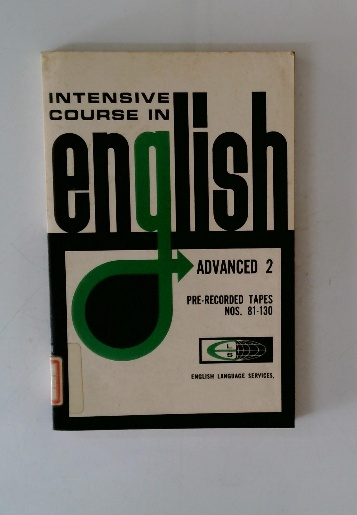 INTENSIVE
COURSE IN
english
ADVANCED 2
PRE-RECORDED TAPES
NOS. 81-130
ELS
ENGLISH LANGUAGE SERVICES,